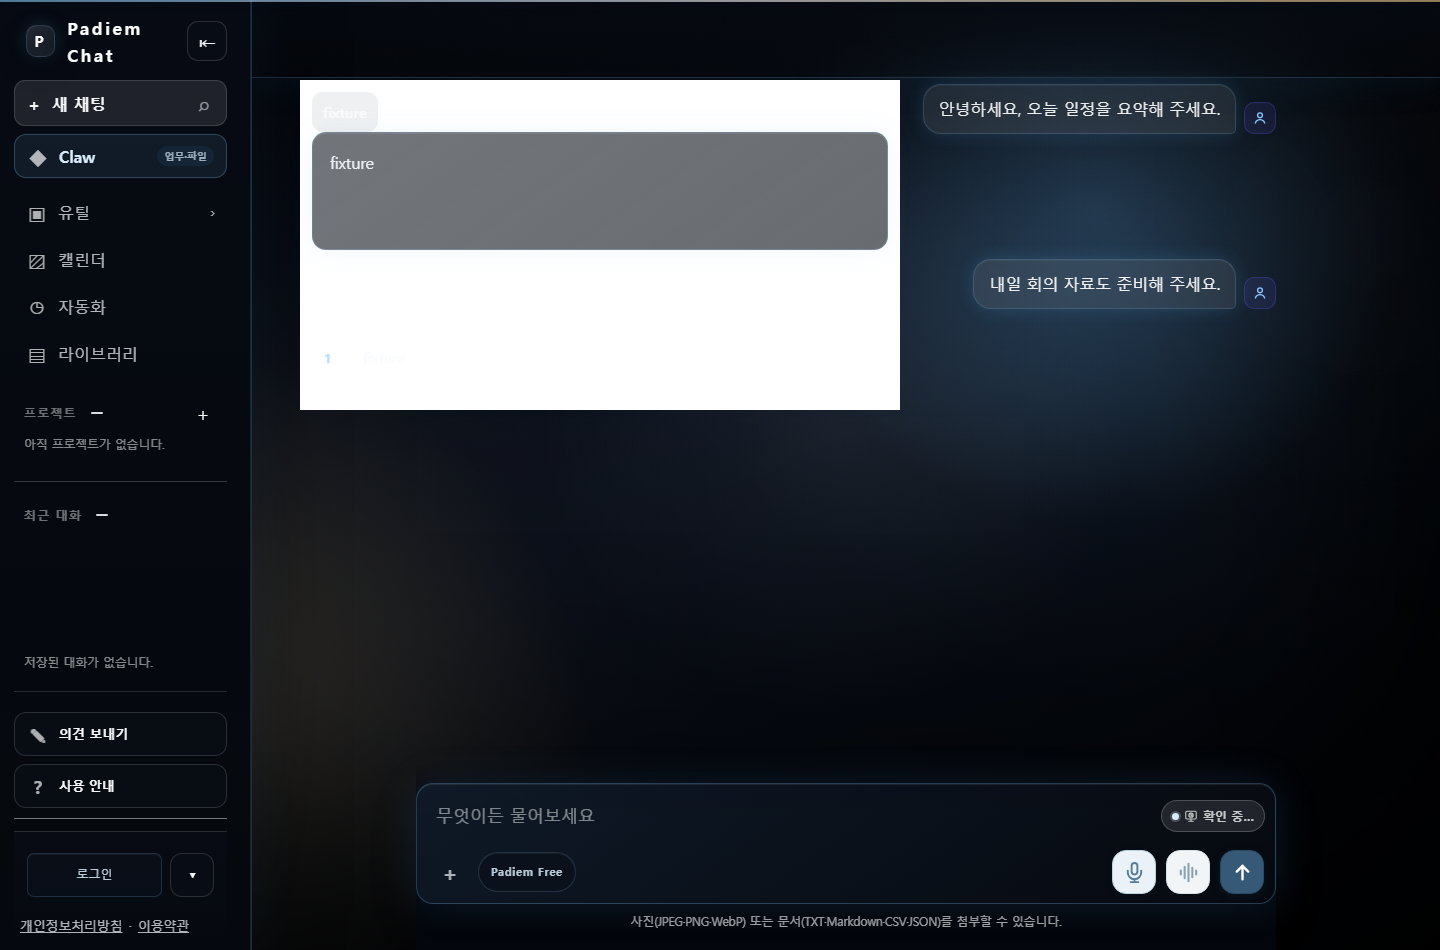 P
Padiem
Chat
+ 새 채팅
Claw 업무·파일
유틸
캘린더
자동화
라이브러리
프로젝트
아직 프로젝트가 없습니다.
최근 대화
저장된 대화가 없습니다.
의견 보내기
? 사용 안내
로그인
개인정보처리방침 · 이용약관
fixture
fixture
1 fixture
안녕하세요, 오늘 일정을 요약해 주세요.
내일 회의 자료도 준비해 주세요.
무엇이든 물어보세요
확인 중...
+ Padiem Free
사진(JPEG·PNG·WebP) 또는 문서(TXT·Markdown·CSV·JSON)를 첨부할 수 있습니다.